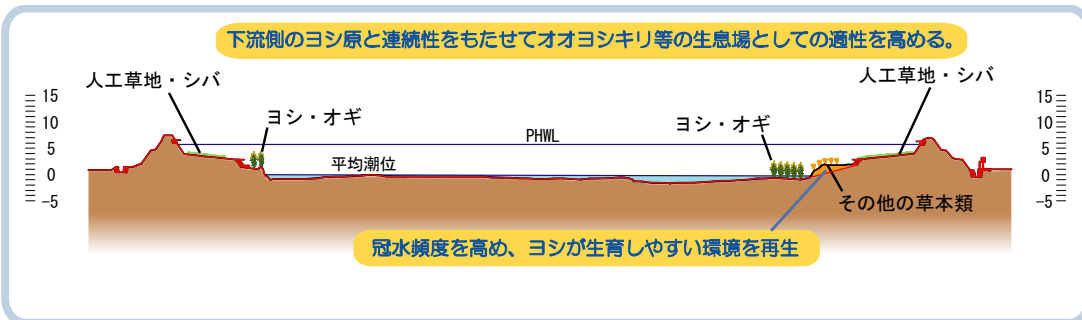 下流側のヨシ原と連続性をもたせてオオヨシキリ等の生息場としての適性を高める。
人工草地・シバ
人工草地・シバ
15
10
5
0
-5
ヨシ・オギ
PHWL
ヨシ・オギ
平均潮位
15
10
5
0
-5
その他の草本類
冠水頻度を高め、ヨシが生育しやすい環境を再生